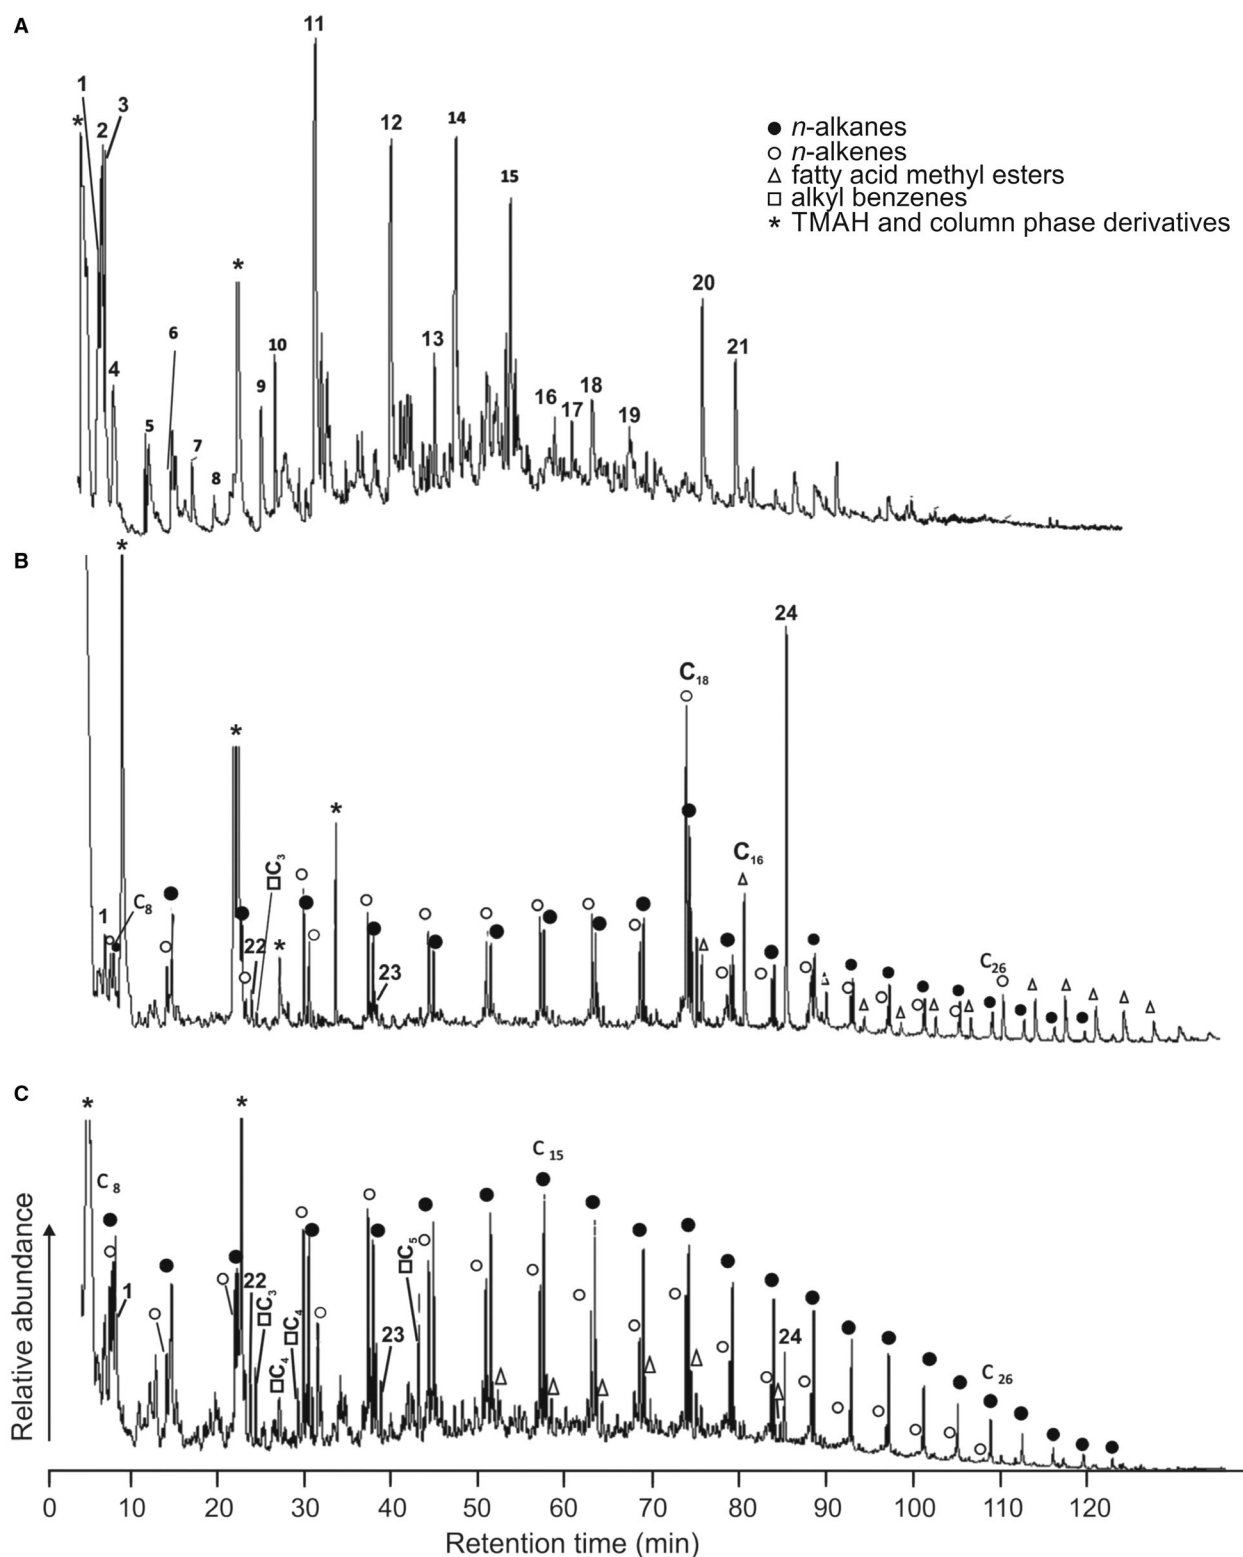 A
11
1
2
3
*
12
14
15
● n-alkanes
○ n-alkenes
△ fatty acid methyl esters
□ alkyl benzenes
* TMAH and column phase derivatives
*
20
6
10
13
21
4
9
16
17
18
19
5
7
8
B
*
24
C18
*
*
C16
□C3
1
C8
22
*
23
C26
C
*
*
C8
C15
□C5
1
22
□C3
□C4
□C4
23
24
C26
Relative abundance
0 10 20 30 40 50 60 70 80 90 100 110 120
Retention time (min)